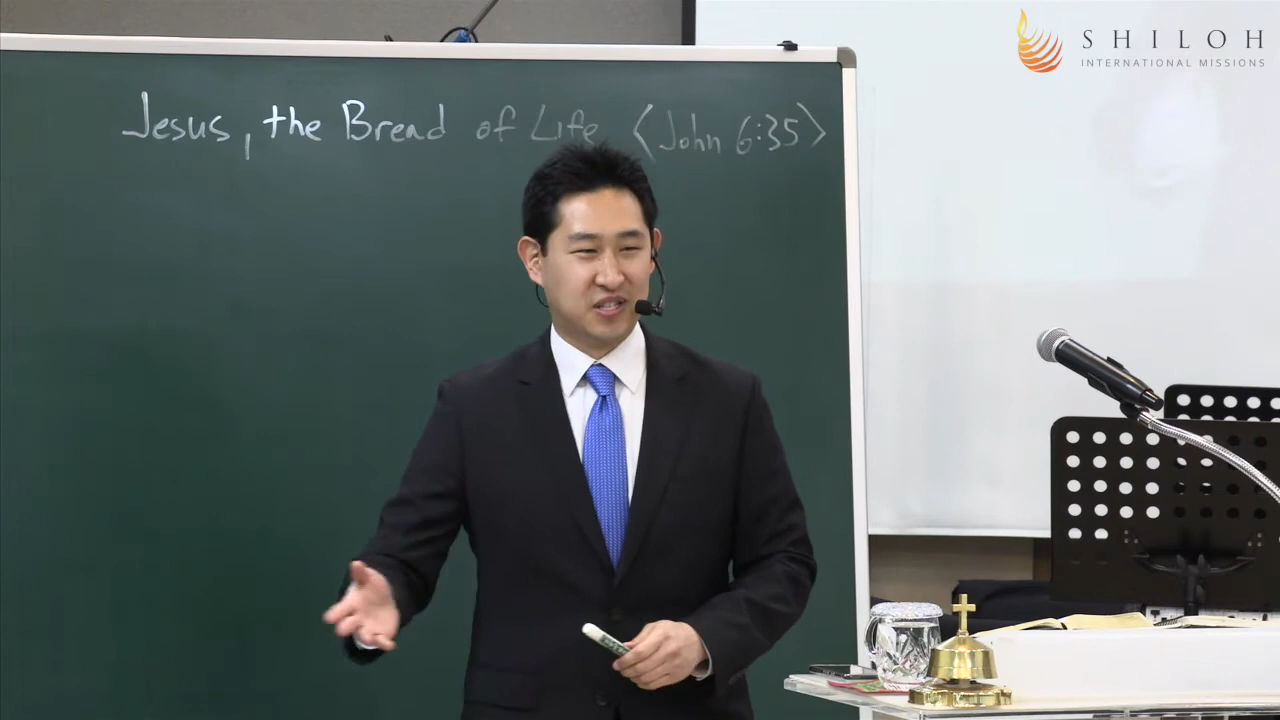 SHILOH
INTERNATIONAL MISSIONS
Jesus, the Bread of Life <John 6:35>